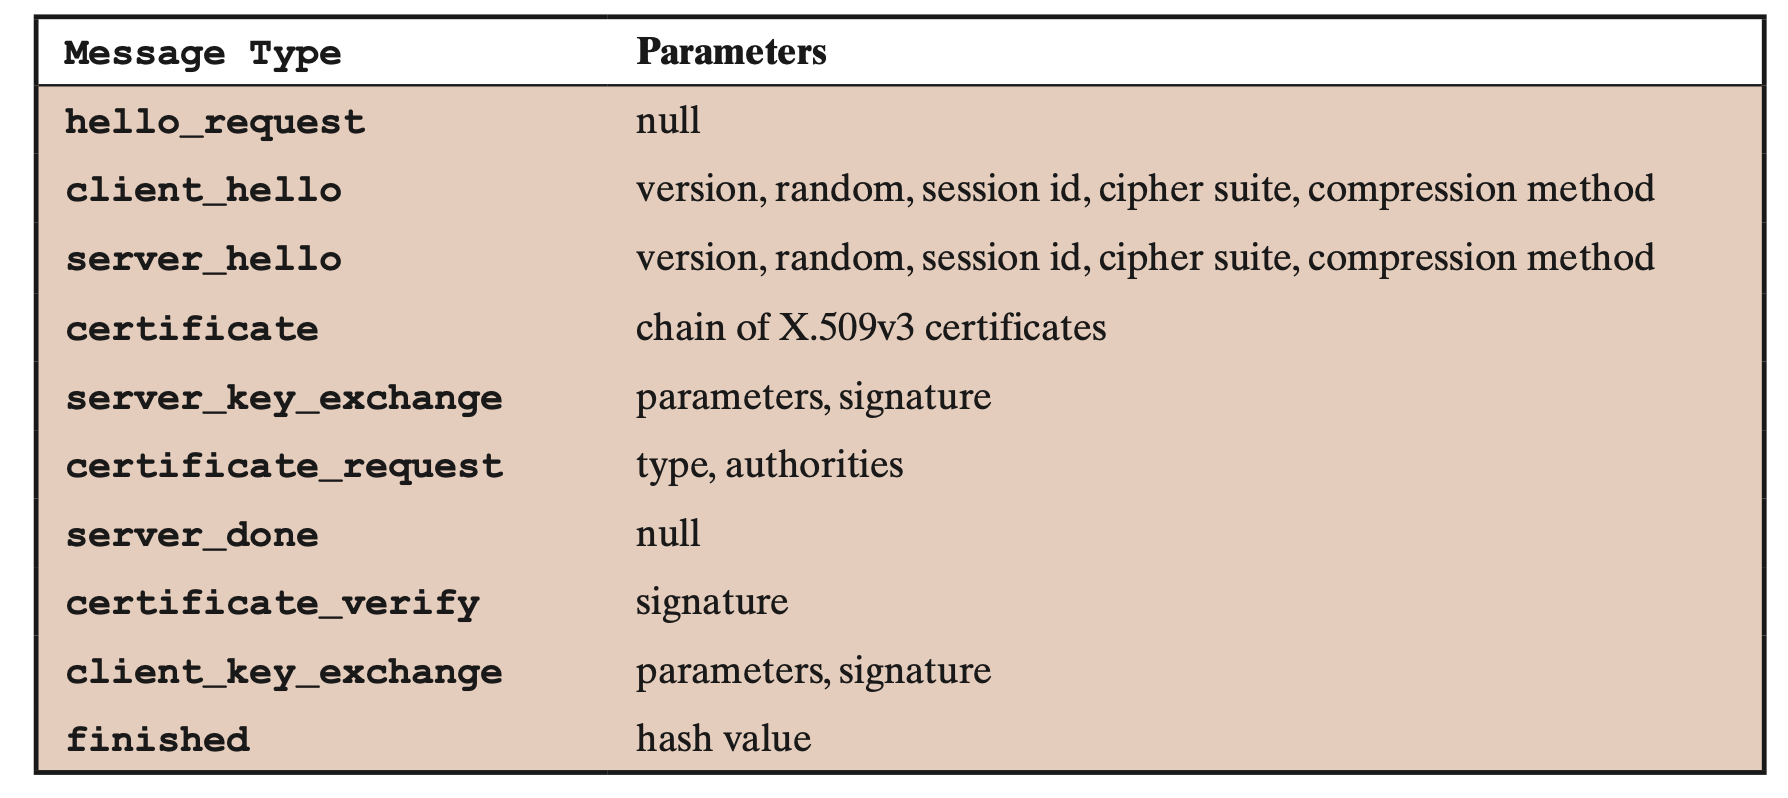 Message Type Parameters
hello_request null
client_hello version, random, session id, cipher suite, compression method
server_hello version, random, session id, cipher suite, compression method
certificate chain of X.509v3 certificates
server_key_exchange parameters, signature
certificate_request type, authorities
server_done null
certificate_verify signature
client_key_exchange parameters, signature
finished hash value